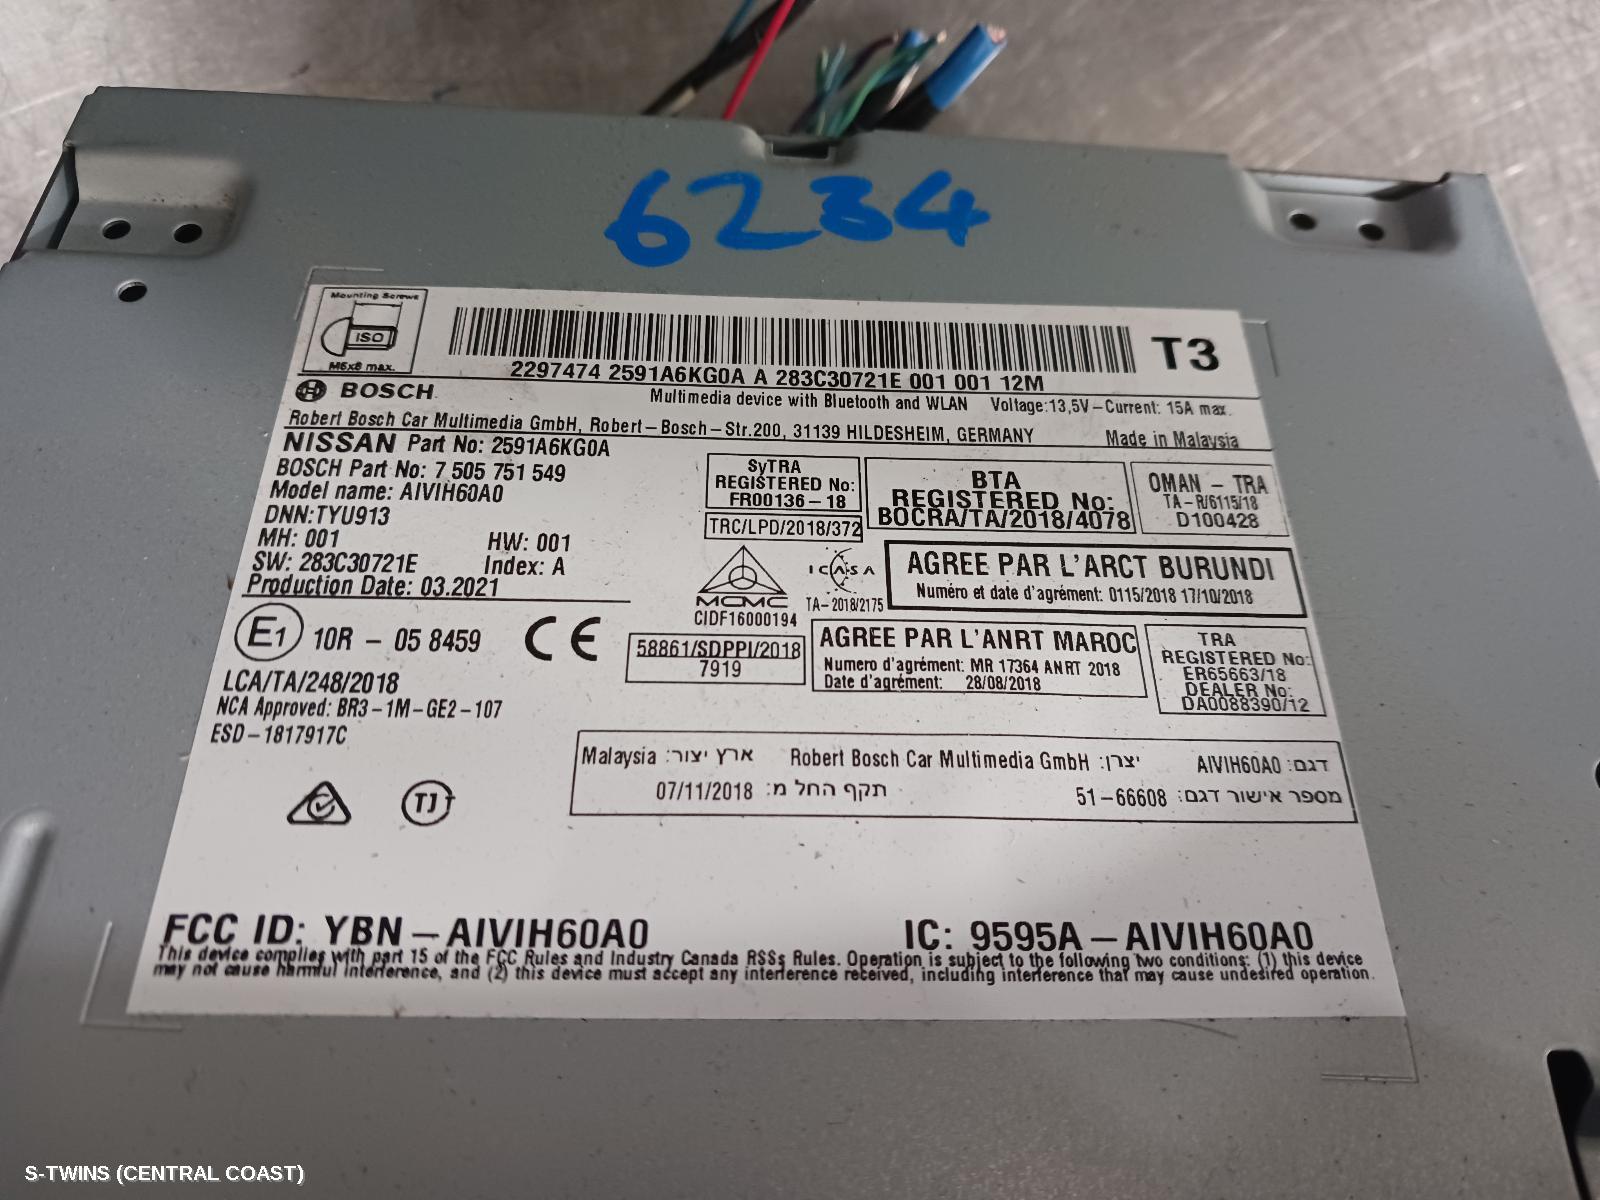 6234
Mounting Screws
ISO
M5x8 max.
2297474 2591A6KG0A A 283C30721E 001 001 12M
T3
BOSCH
Multimedia device with Bluetooth and WLAN Voltage:13,5V-Current: 15A max.
Robert Bosch Car Multimedia GmbH, Robert-Bosch-Str.200, 31139 HILDESHEIM, GERMANY
Made in Malaysia
NISSAN Part No: 2591A6KG0A
BOSCH Part No: 7 505 751 549
Model name: AIVIH60A0
DNN:TYU913
MH: 001 HW: 001
SW: 283C30721E Index: A
Production Date: 03.2021
SyTRA
REGISTERED No:
FR00136-18
TRC/LPD/2018/372
BTA
REGISTERED No:
BOCRA/TA/2018/4078
OMAN - TRA
TA-R/6115/18
D100428
MCMC
CIDF16000194
ICASA
TA-2018/2175
AGREE PAR L'ARCT BURUNDI
Numéro et date d'agrément: 0115/2018 17/10/2018
E1 10R - 05 8459 CE
58861/SDPPI/2018
7919
AGREE PAR L'ANRT MAROC
Numero d'agrément: MR 17364 ANRT 2018
Date d'agrément: 28/08/2018
TRA
REGISTERED No:
ER65663/18
DEALER No:
DA0088390/12
LCA/TA/248/2018
NCA Approved: BR3-1M-GE2-107
ESD-1817917C
דגם: AIVIH60A0 יצרן: Robert Bosch Car Multimedia GmbH ארץ יצור: Malaysia
מספר אישור דגם: 51-66608 תקף החל מ: 07/11/2018
FCC ID: YBN-AIVIH60A0 IC: 9595A-AIVIH60A0
This device complies with part 15 of the FCC Rules and Industry Canada RSSs Rules. Operation is subject to the following two conditions: (1) this device
may not cause harmful interference, and (2) this device must accept any interference received, including interference that may cause undesired operation.
S-TWINS (CENTRAL COAST)